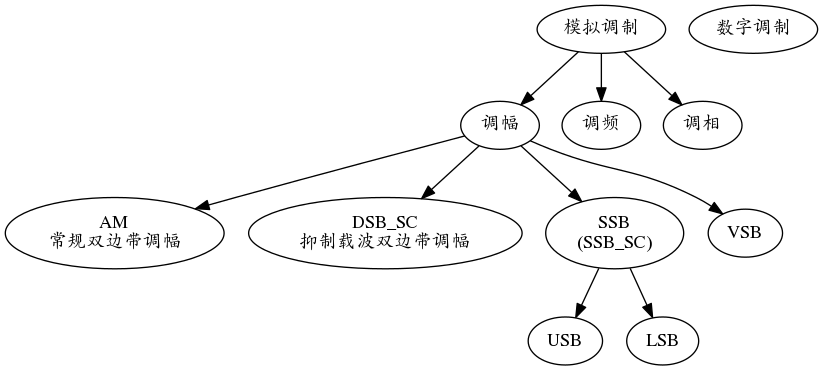 模拟调制
数字调制
调幅
调频
调相
AM
常规双边带调幅
DSB_SC
抑制载波双边带调幅
SSB
(SSB_SC)
VSB
USB
LSB